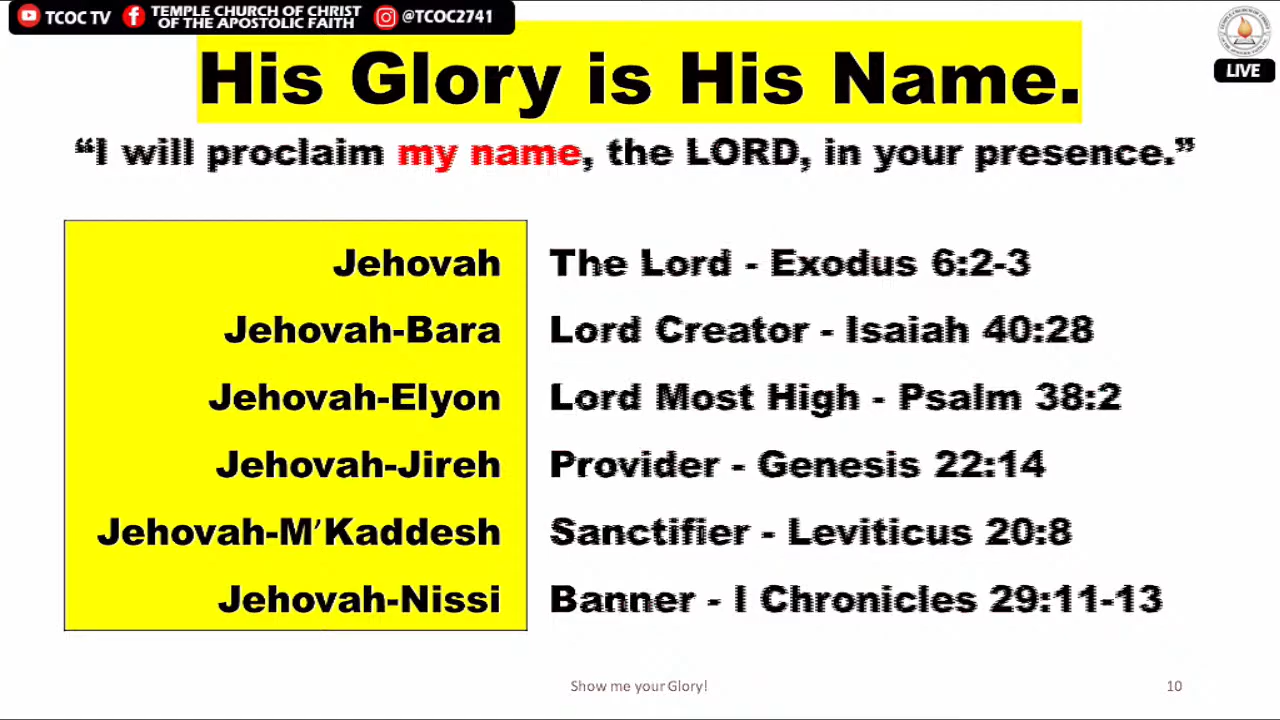 TCOC TV TEMPLE CHURCH OF CHRIST OF THE APOSTOLIC FAITH @TCOC2741
LIVE
His Glory is His Name.
“I will proclaim my name, the LORD, in your presence.”
Jehovah The Lord - Exodus 6:2-3
Jehovah-Bara Lord Creator - Isaiah 40:28
Jehovah-Elyon Lord Most High - Psalm 38:2
Jehovah-Jireh Provider - Genesis 22:14
Jehovah-M’Kaddesh Sanctifier - Leviticus 20:8
Jehovah-Nissi Banner - I Chronicles 29:11-13
Show me your Glory! 10